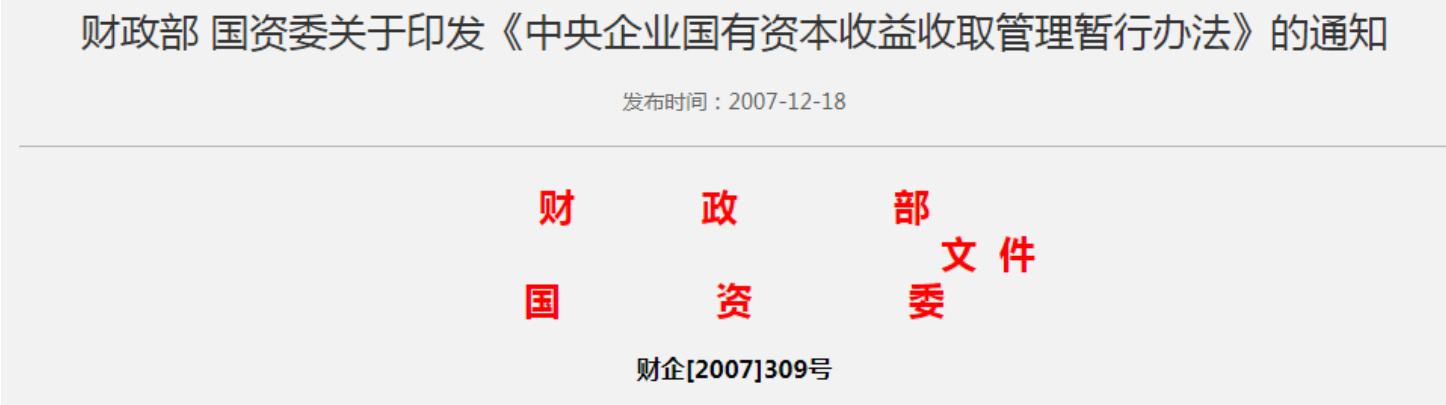 财政部 国资委关于印发《中央企业国有资本收益收取管理暂行办法》的通知
发布时间：2007-12-18
财 政 部
文 件
国 资 委
财企[2007]309号